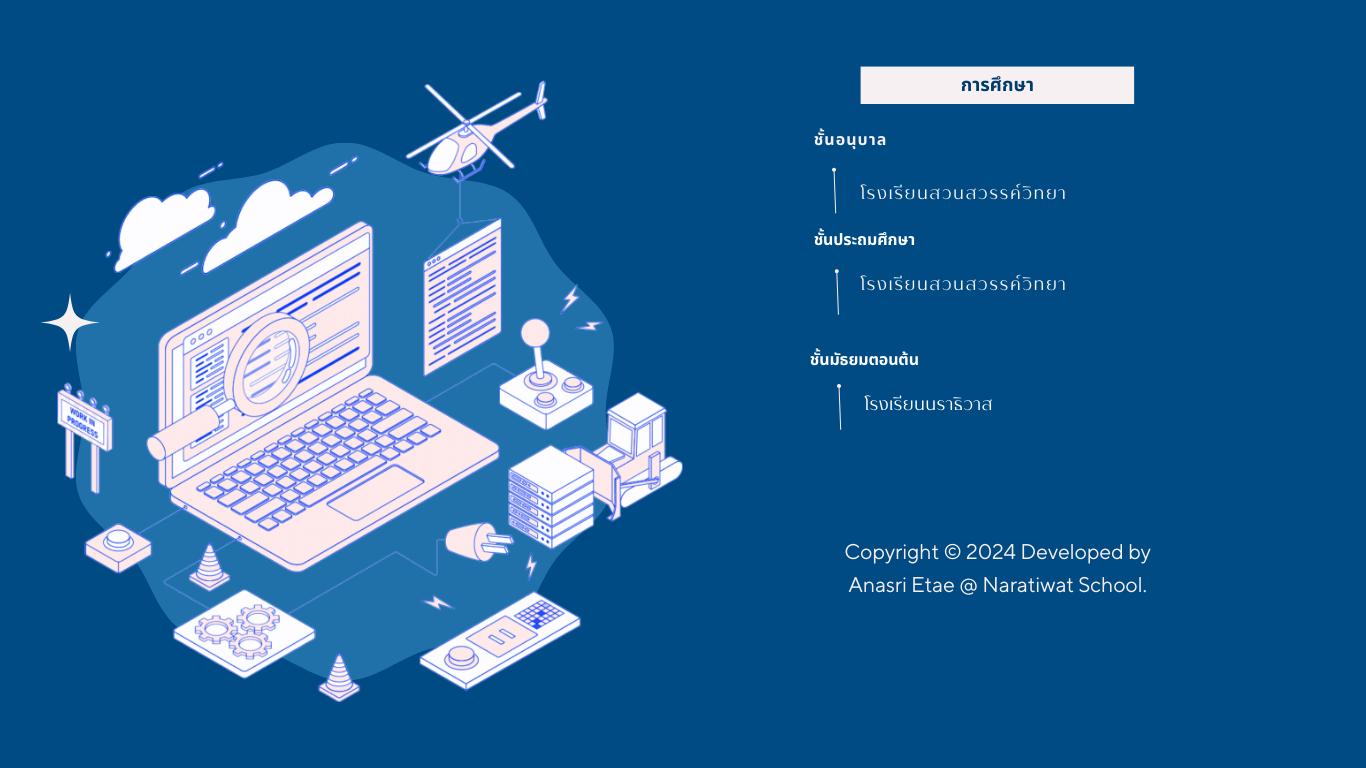 การศึกษา
ชั้นอนุบาล
โรงเรียนสวนสวรรค์วิทยา
ชั้นประถมศึกษา
โรงเรียนสวนสวรรค์วิทยา
ชั้นมัธยมตอนต้น
โรงเรียนนราธิวาส
WORK IN
PROGRESS
Copyright © 2024 Developed by
Anasri Etae @ Naratiwat School.